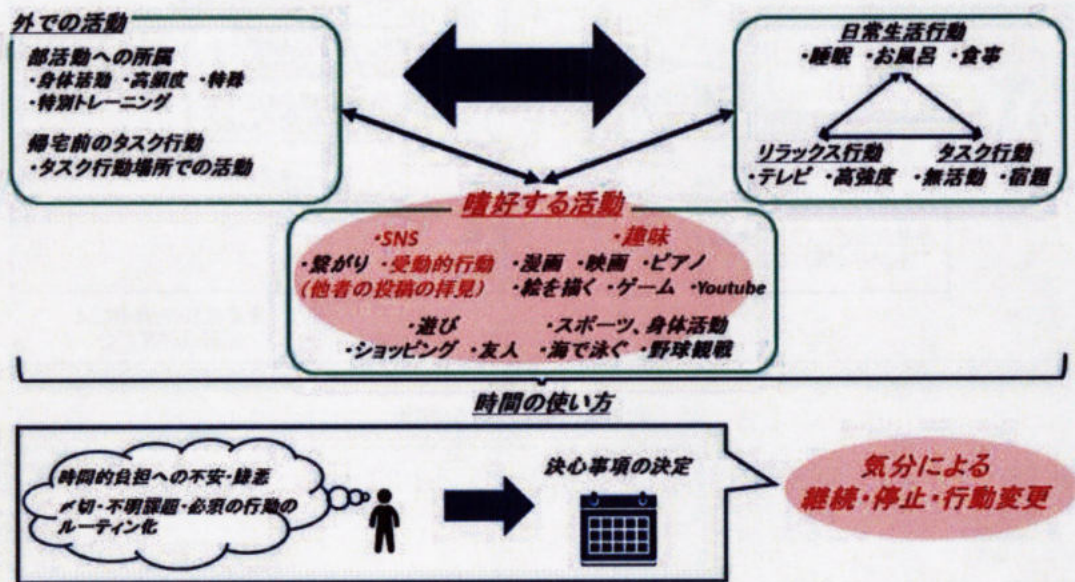 外での活動
部活動への所属
・身体活動 ・高頻度 ・特殊
・特別トレーニング
帰宅前のタスク行動
・タスク行動場所での活動
日常生活行動
・睡眠 ・お風呂 ・食事
リラックス行動
・テレビ ・高強度
タスク行動
・無活動 ・宿題
嗜好する活動
・SNS
・繋がり ・受動的行動
(他者の投稿の拝見)
・趣味
・漫画 ・映画 ・ピアノ
・絵を描く ・ゲーム ・Youtube
・遊び
・ショッピング ・友人
・スポーツ、身体活動
・海で泳ぐ ・野球観戦
時間の使い方
時間的負担への不安・嫌悪
〆切・不明課題・必須の行動の
ルーティン化
決心事項の決定
気分による
継続・停止・行動変更